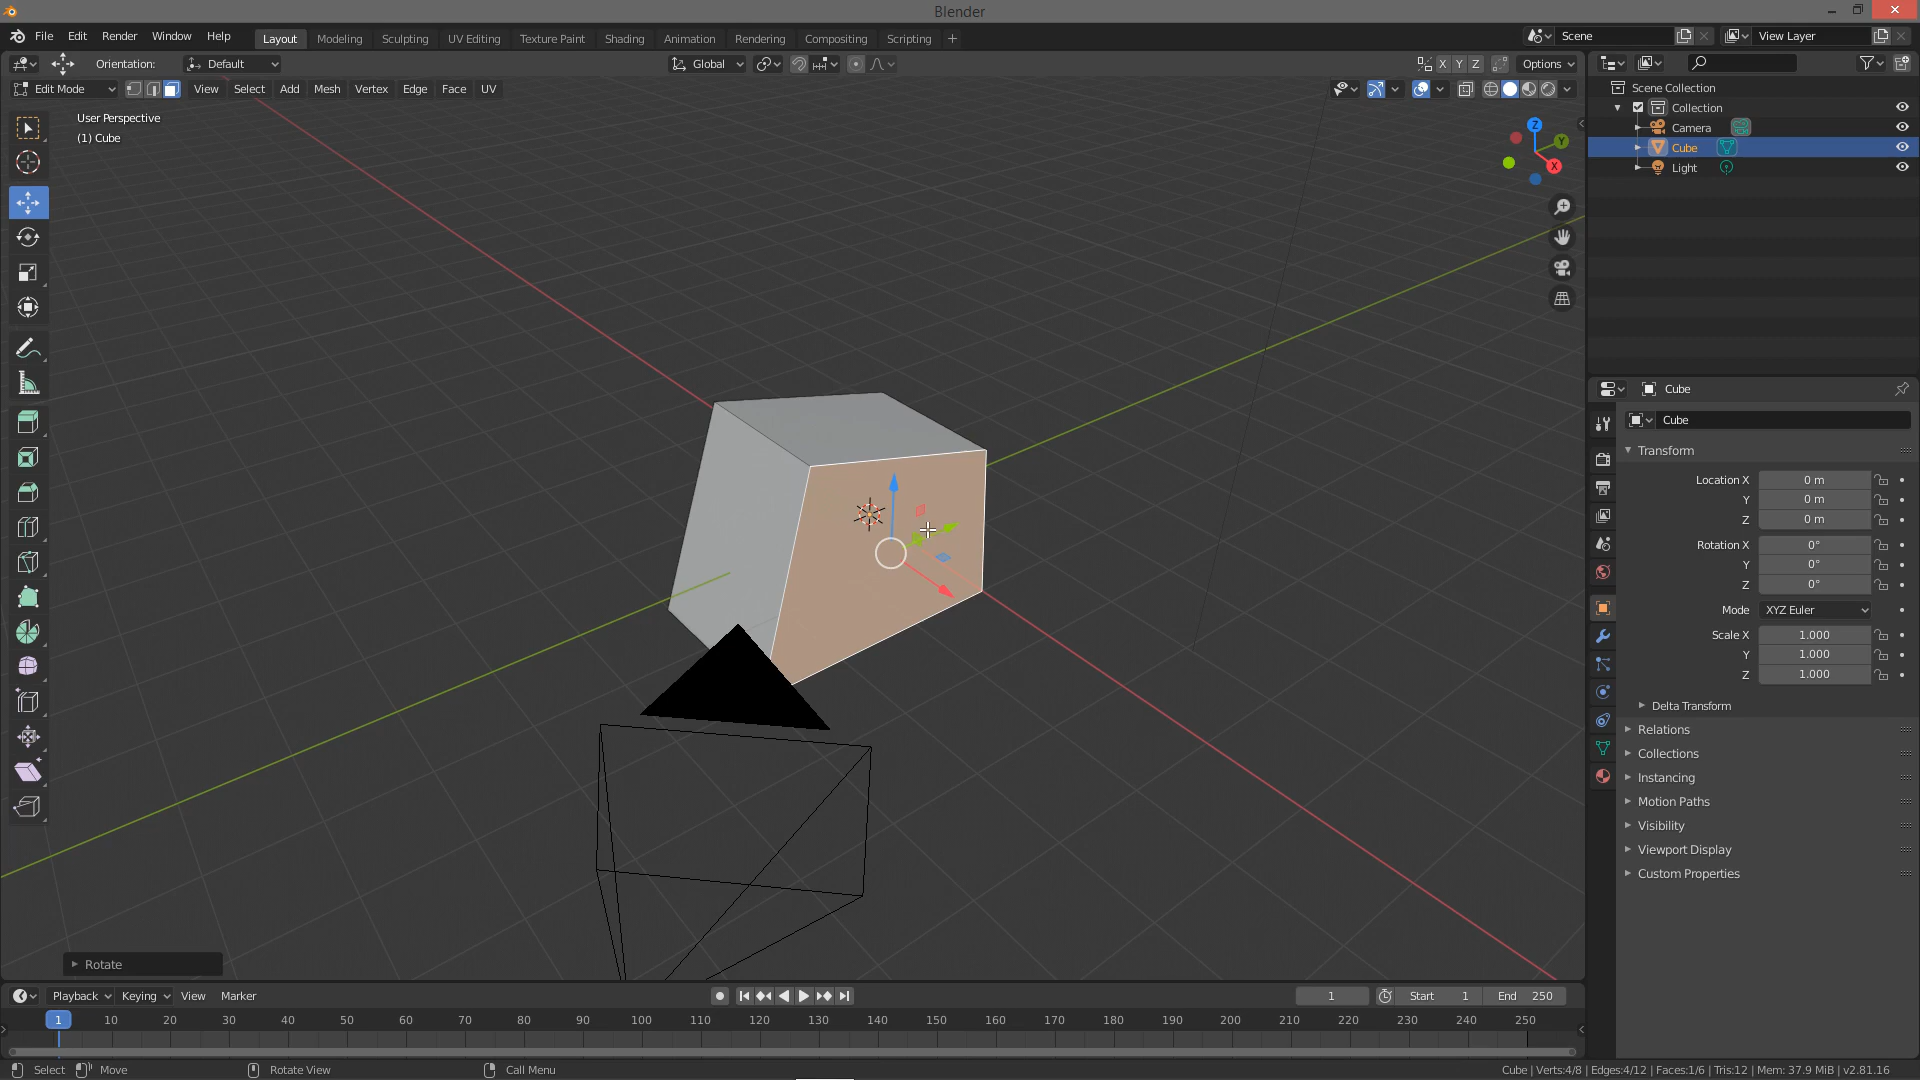 Blender
File Edit Render Window Help
Layout Modeling Sculpting UV Editing Texture Paint Shading Animation Rendering Compositing Scripting +
Scene
View Layer
Orientation: Default
Global
X Y Z
Options
Edit Mode
View Select Add Mesh Vertex Edge Face UV
User Perspective
(1) Cube
Z
Y
X
Scene Collection
Collection
Camera
Cube
Light
Cube
Cube
Transform
Location X 0 m
Y 0 m
Z 0 m
Rotation X 0°
Y 0°
Z 0°
Mode XYZ Euler
Scale X 1.000
Y 1.000
Z 1.000
Delta Transform
Relations
Collections
Instancing
Motion Paths
Visibility
Viewport Display
Custom Properties
Rotate
Playback Keying View Marker
1
Start 1
End 250
1 10 20 30 40 50 60 70 80 90 100 110 120 130 140 150 160 170 180 190 200 210 220 230 240 250
Select Move Rotate View Call Menu
Cube | Verts:4/8 | Edges:4/12 | Faces:1/6 | Tris:12 | Mem: 37.9 MiB | v2.81.16